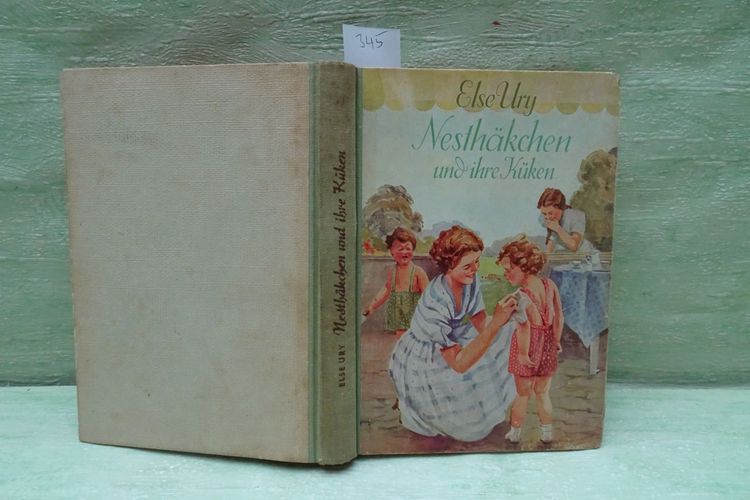 345
Else Ury
Nesthäkchen
und ihre Küken
ELSE URY Nesthäkchen und ihre Küken